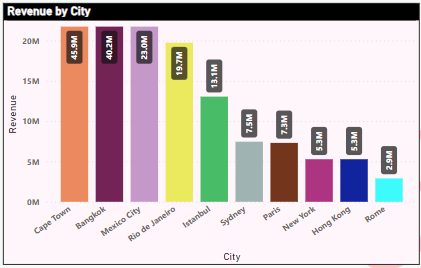 Revenue by City
Revenue
20M
15M
10M
5M
0M
45.9M
40.2M
23.0M
19.7M
13.1M
7.5M
7.3M
5.3M
5.3M
2.9M
Cape Town
Bangkok
Mexico City
Rio de Janeiro
Istanbul
Sydney
Paris
New York
Hong Kong
Rome
City